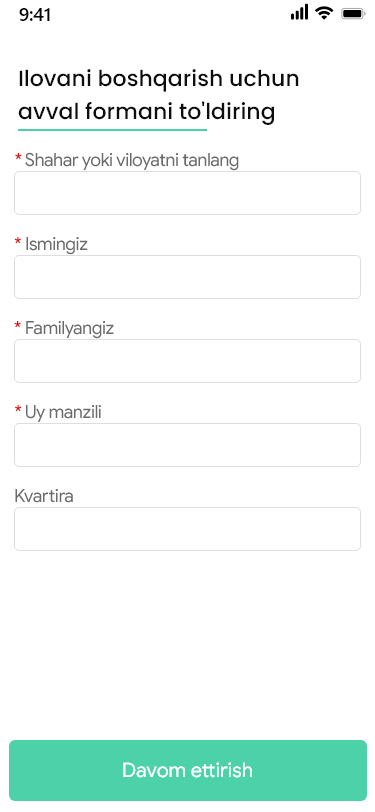 9:41
Ilovani boshqarish uchun
avval formani to'ldiring
* Shahar yoki viloyatni tanlang
* Ismingiz
* Familyangiz
* Uy manzili
Kvartira
Davom ettirish